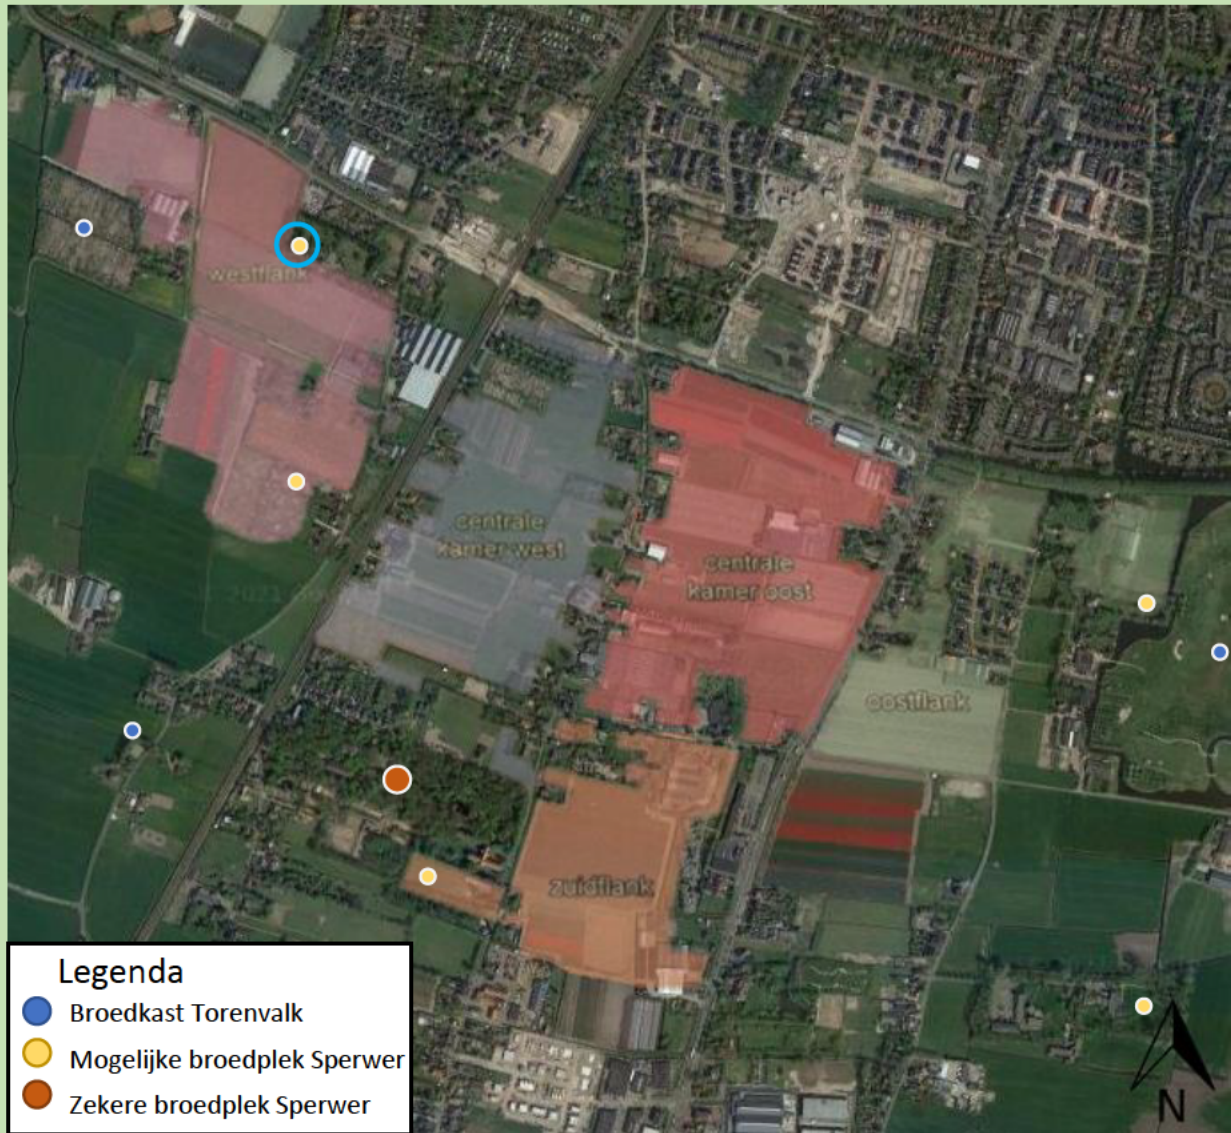 westflank
centrale
kamer west
centrale
kamer oost
oostflank
zuidflank
Legenda
Broedkast Torenvalk
Mogelijke broedplek Sperwer
Zekere broedplek Sperwer
N